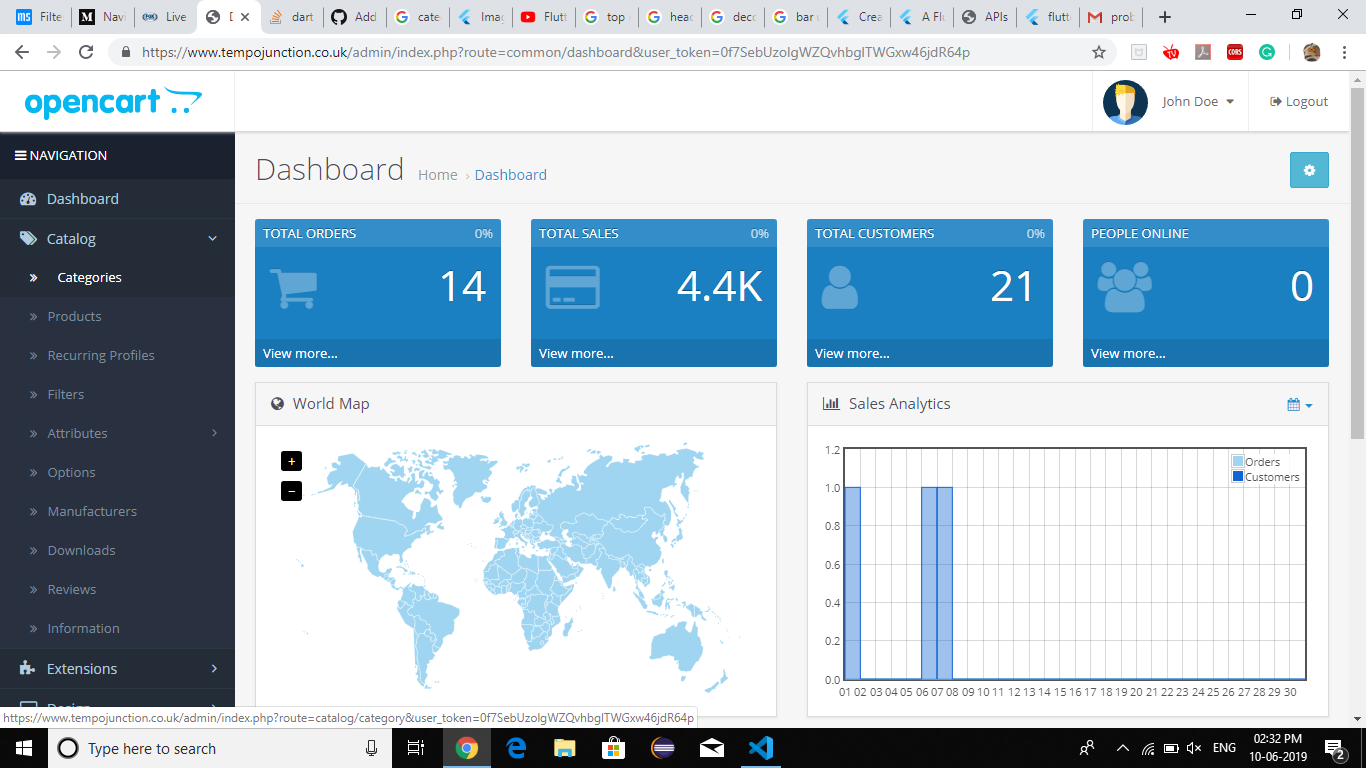 Filte
Navi
Live
D
dart
Add
cate
Imag
Flutt
top
head
deco
bar u
Crea
A Flu
APIs
flutt
prob
https://www.tempojunction.co.uk/admin/index.php?route=common/dashboard&user_token=0f7SebUzoIgWZQvhbglTWGxw46jdR64p
opencart
John Doe
Logout
NAVIGATION
Dashboard
Catalog
Categories
Products
Recurring Profiles
Filters
Attributes
Options
Manufacturers
Downloads
Reviews
Information
Extensions
Design
Dashboard Home › Dashboard
TOTAL ORDERS 0%
14
View more...
TOTAL SALES 0%
4.4K
View more...
TOTAL CUSTOMERS 0%
21
View more...
PEOPLE ONLINE
0
View more...
World Map
+
−
Sales Analytics
Orders
Customers
1.2
1.0
0.8
0.6
0.4
0.2
0.0
01 02 03 04 05 06 07 08 09 10 11 12 13 14 15 16 17 18 19 20 21 22 23 24 25 26 27 28 29 30
https://www.tempojunction.co.uk/admin/index.php?route=catalog/category&user_token=0f7SebUzoIgWZQvhbglTWGxw46jdR64p
Type here to search
ENG
02:32 PM
10-06-2019
2